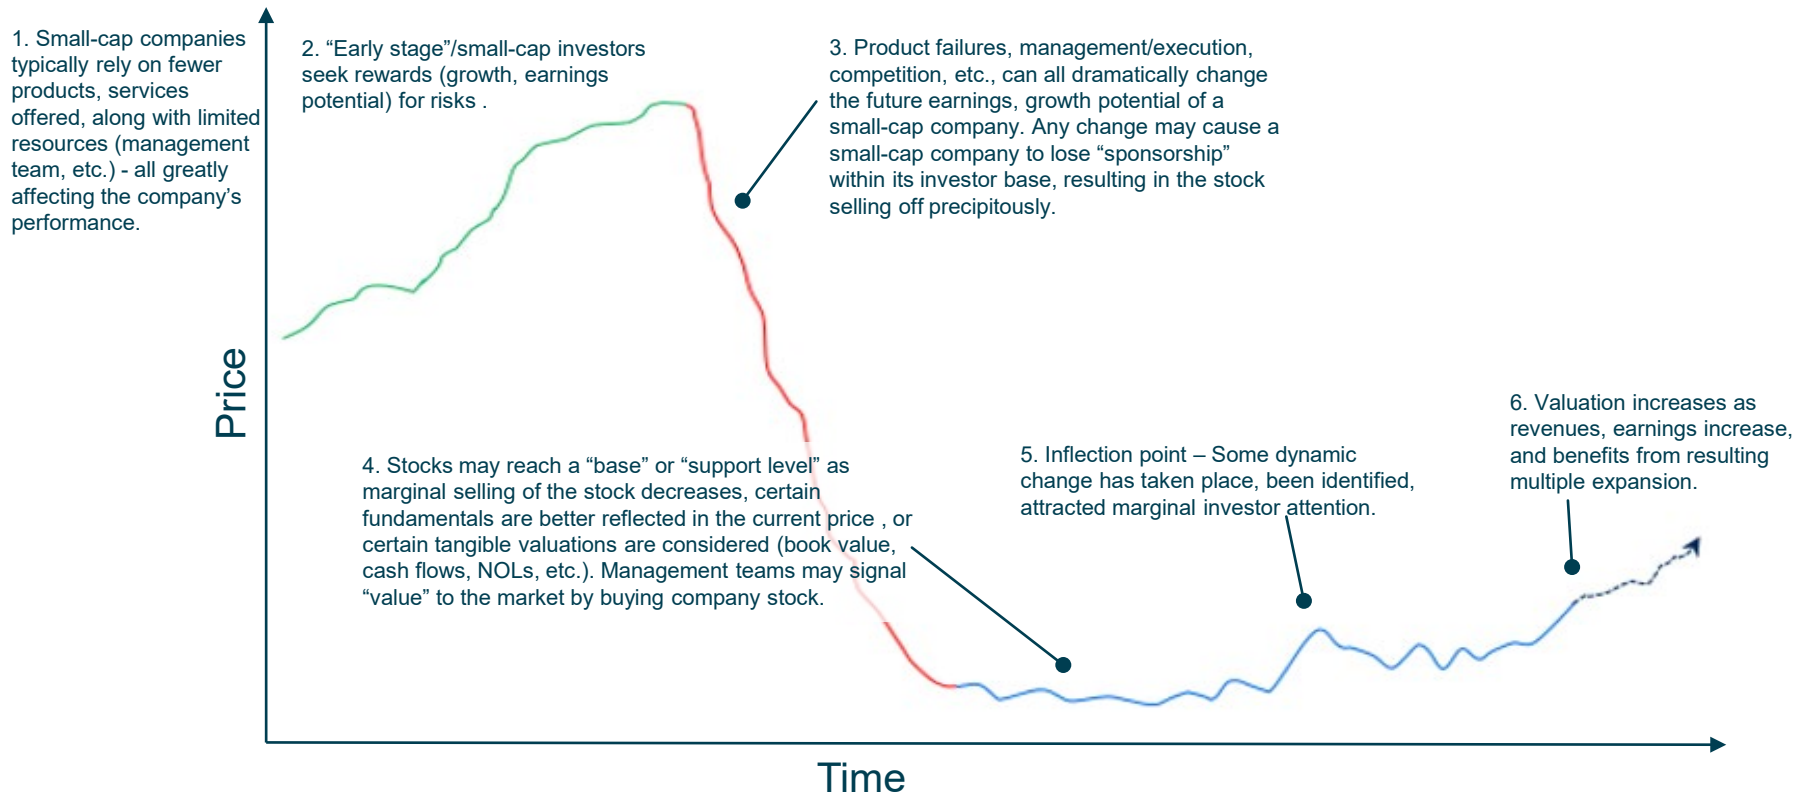 1. Small-cap companies
typically rely on fewer
products, services
offered, along with limited
resources (management
team, etc.) - all greatly
affecting the company’s
performance.
2. “Early stage”/small-cap investors
seek rewards (growth, earnings
potential) for risks .
3. Product failures, management/execution,
competition, etc., can all dramatically change
the future earnings, growth potential of a
small-cap company. Any change may cause a
small-cap company to lose “sponsorship”
within its investor base, resulting in the stock
selling off precipitously.
Price
4. Stocks may reach a “base” or “support level” as
marginal selling of the stock decreases, certain
fundamentals are better reflected in the current price , or
certain tangible valuations are considered (book value,
cash flows, NOLs, etc.). Management teams may signal
“value” to the market by buying company stock.
5. Inflection point – Some dynamic
change has taken place, been identified,
attracted marginal investor attention.
6. Valuation increases as
revenues, earnings increase,
and benefits from resulting
multiple expansion.
Time